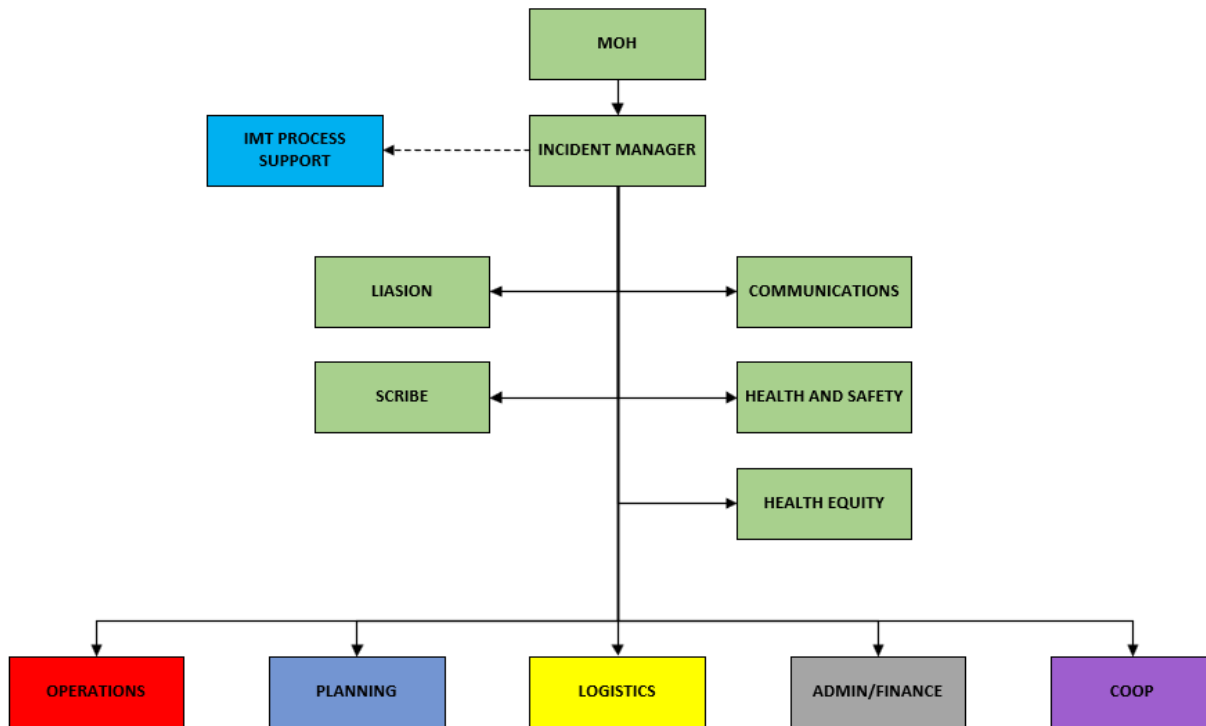 MOH
IMT PROCESS
SUPPORT
INCIDENT MANAGER
LIASION
COMMUNICATIONS
SCRIBE
HEALTH AND SAFETY
HEALTH EQUITY
OPERATIONS
PLANNING
LOGISTICS
ADMIN/FINANCE
COOP